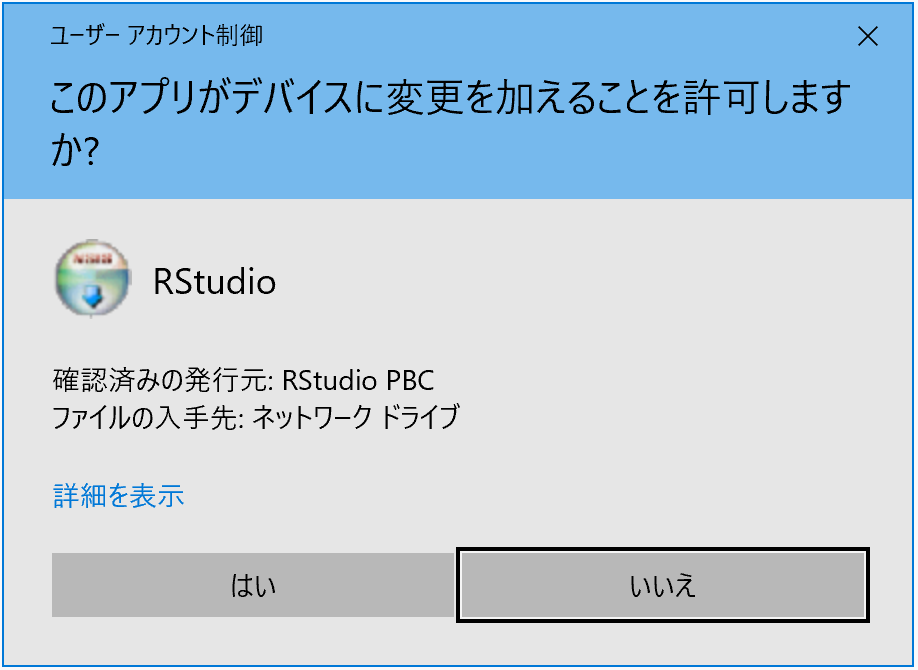 ユーザー アカウント制御
このアプリがデバイスに変更を加えることを許可します
か?
RStudio
確認済みの発行元: RStudio PBC
ファイルの入手先: ネットワーク ドライブ
詳細を表示
はい
いいえ